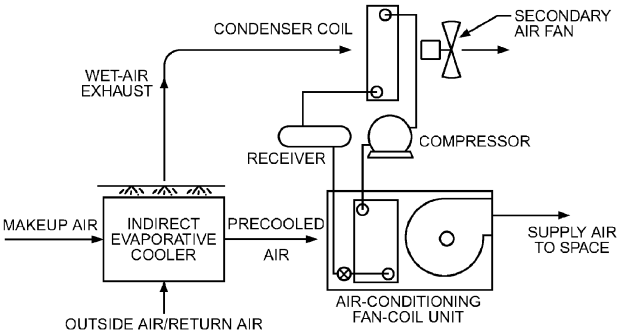 CONDENSER COIL
SECONDARY
AIR FAN
WET-AIR
EXHAUST
RECEIVER
COMPRESSOR
MAKEUP AIR
INDIRECT
EVAPORATIVE
COOLER
PRECOOLED
AIR
SUPPLY AIR
TO SPACE
AIR-CONDITIONING
FAN-COIL UNIT
OUTSIDE AIR/RETURN AIR